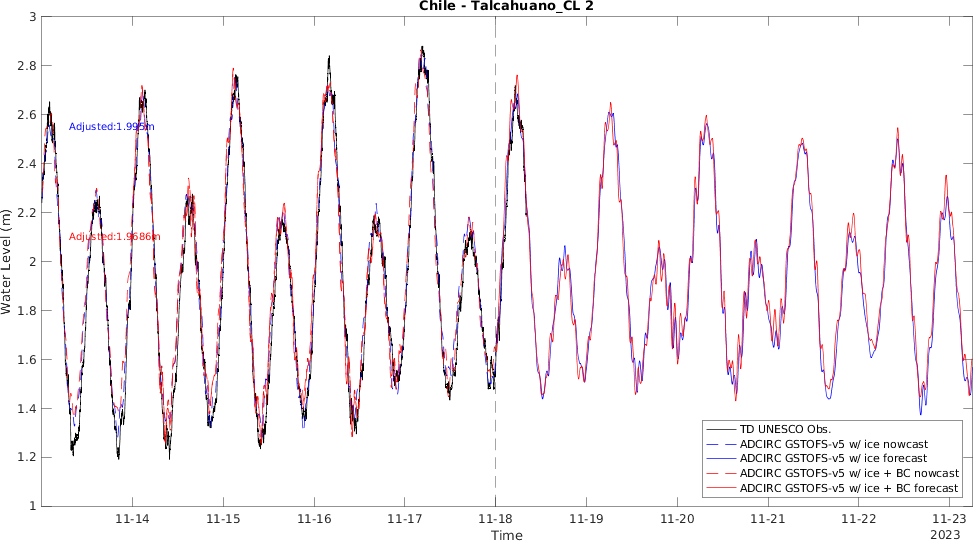 Chile - Talcahuano_CL 2
3
2.8
2.6
2.4
2.2
2
1.8
1.6
1.4
1.2
1
Water Level (m)
Adjusted:1.995m
Adjusted:1.9686m
TD UNESCO Obs.
ADCIRC GSTOFS-v5 w/ ice nowcast
ADCIRC GSTOFS-v5 w/ ice forecast
ADCIRC GSTOFS-v5 w/ ice + BC nowcast
ADCIRC GSTOFS-v5 w/ ice + BC forecast
11-14 11-15 11-16 11-17 11-18 11-19 11-20 11-21 11-22 11-23
Time
2023